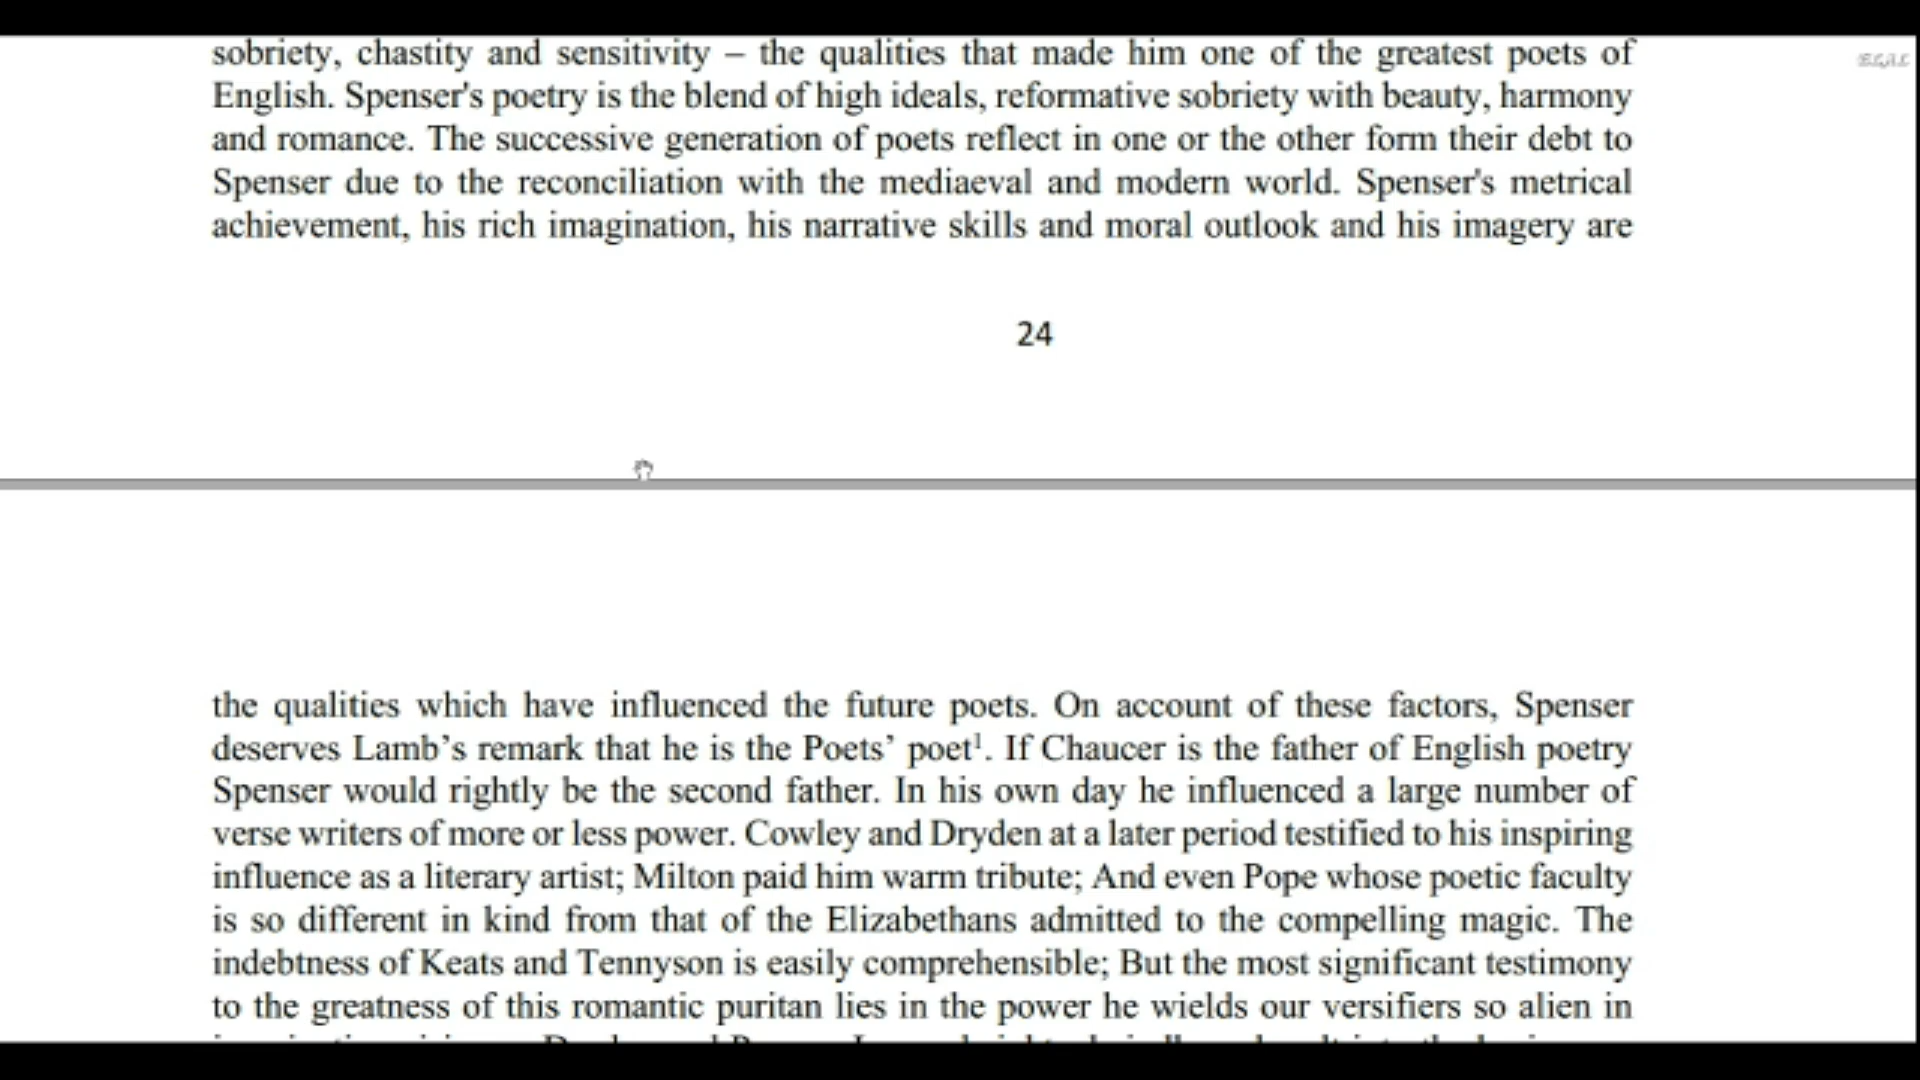 sobriety, chastity and sensitivity – the qualities that made him one of the greatest poets of
English. Spenser's poetry is the blend of high ideals, reformative sobriety with beauty, harmony
and romance. The successive generation of poets reflect in one or the other form their debt to
Spenser due to the reconciliation with the mediaeval and modern world. Spenser's metrical
achievement, his rich imagination, his narrative skills and moral outlook and his imagery are
24
the qualities which have influenced the future poets. On account of these factors, Spenser
deserves Lamb’s remark that he is the Poets’ poet¹. If Chaucer is the father of English poetry
Spenser would rightly be the second father. In his own day he influenced a large number of
verse writers of more or less power. Cowley and Dryden at a later period testified to his inspiring
influence as a literary artist; Milton paid him warm tribute; And even Pope whose poetic faculty
is so different in kind from that of the Elizabethans admitted to the compelling magic. The
indebtness of Keats and Tennyson is easily comprehensible; But the most significant testimony
to the greatness of this romantic puritan lies in the power he wields our versifiers so alien in